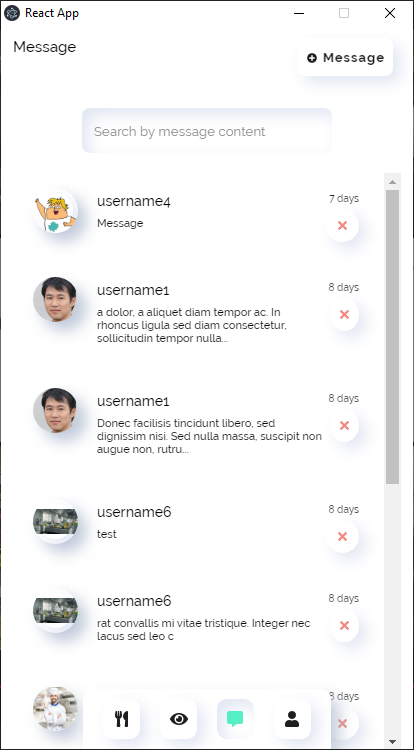 React App
Message
Message
Search by message content
username4
7 days
Message
username1
8 days
a dolor, a aliquet diam tempor ac. In
rhoncus ligula sed diam consectetur,
sollicitudin tempor nulla...
username1
8 days
Donec facilisis tincidunt libero, sed
dignissim nisi. Sed nulla massa, suscipit non
augue non, rutru...
username6
8 days
test
username6
8 days
rat convallis mi vitae tristique. Integer nec
lacus sed leo c
8 days